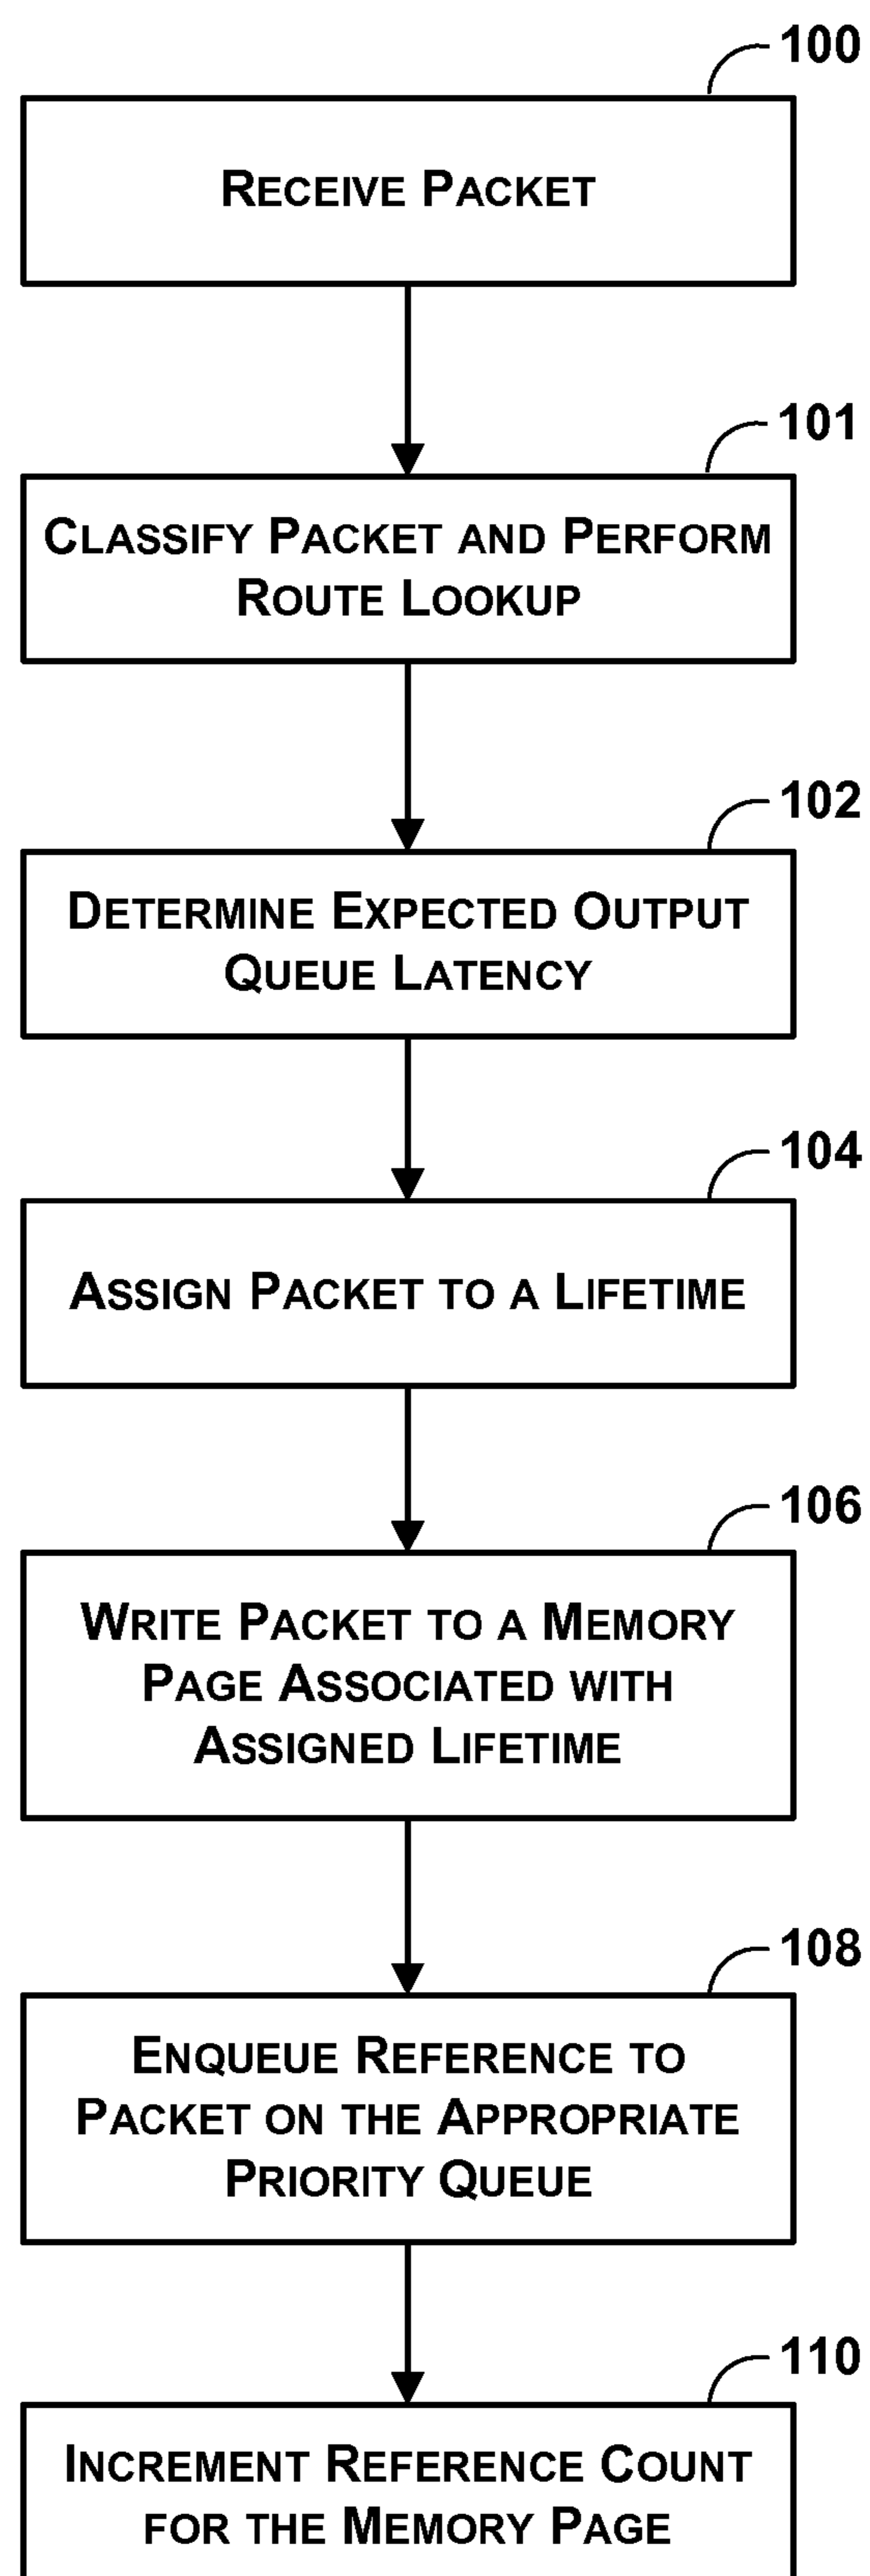 100
RECEIVE PACKET
101
CLASSIFY PACKET AND PERFORM
ROUTE LOOKUP
102
DETERMINE EXPECTED OUTPUT
QUEUE LATENCY
104
ASSIGN PACKET TO A LIFETIME
106
WRITE PACKET TO A MEMORY
PAGE ASSOCIATED WITH
ASSIGNED LIFETIME
108
ENQUEUE REFERENCE TO
PACKET ON THE APPROPRIATE
PRIORITY QUEUE
110
INCREMENT REFERENCE COUNT
FOR THE MEMORY PAGE